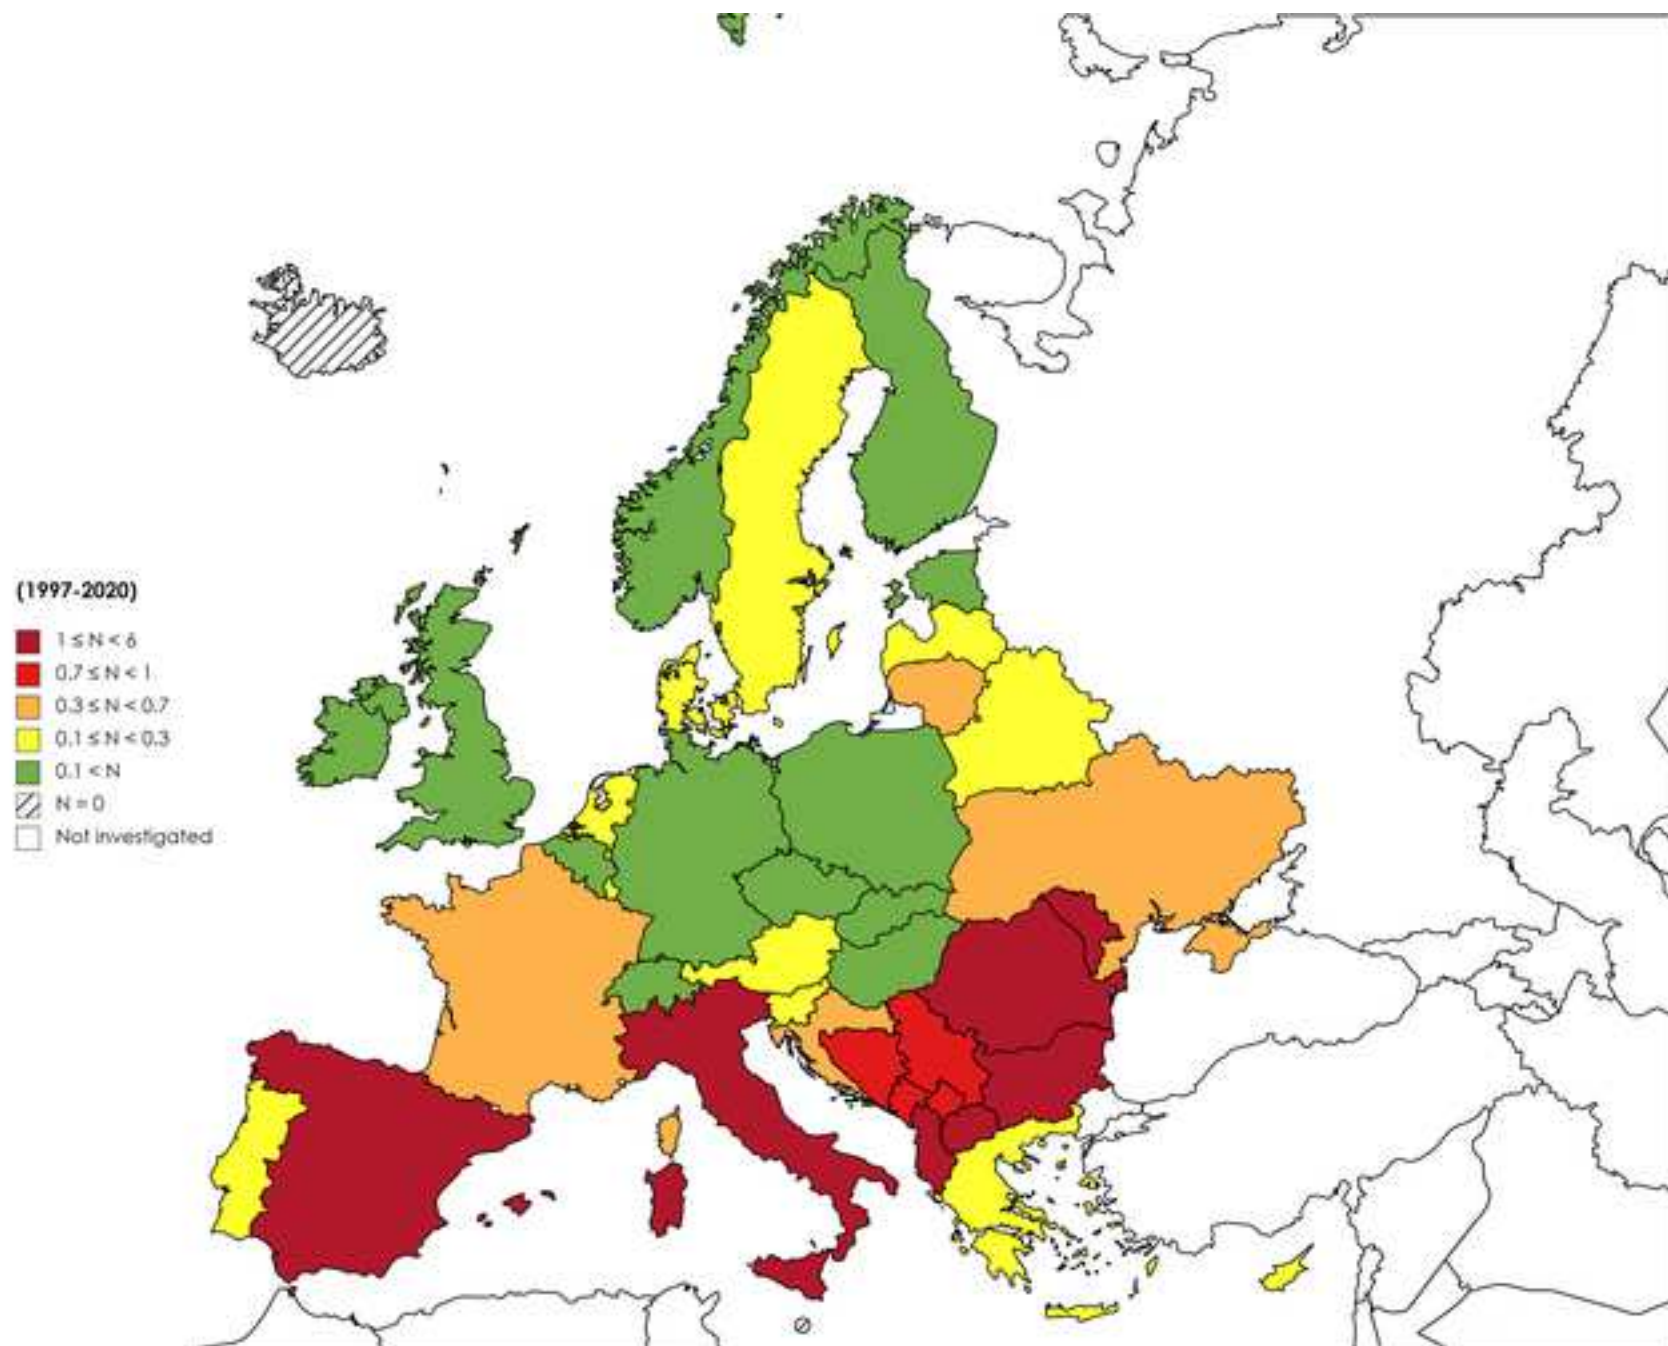 (1997-2020)
1 ≤ N < 6
0.7 ≤ N < 1
0.3 ≤ N < 0.7
0.1 ≤ N < 0.3
0.1 < N
N = 0
Not investigated